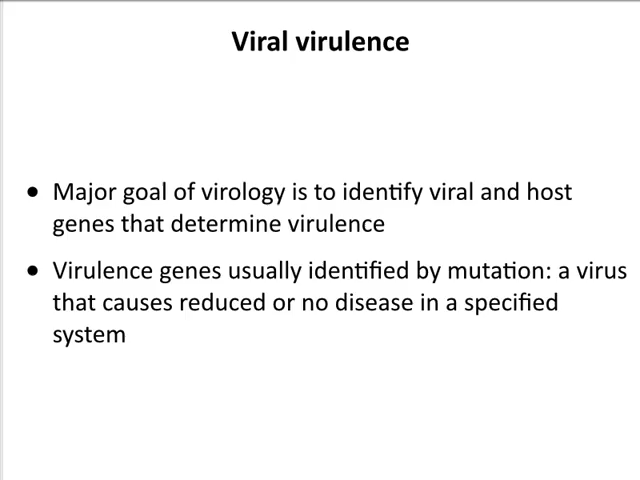 Viral virulence
• Major goal of virology is to identify viral and host
genes that determine virulence
• Virulence genes usually identified by mutation: a virus
that causes reduced or no disease in a specified
system